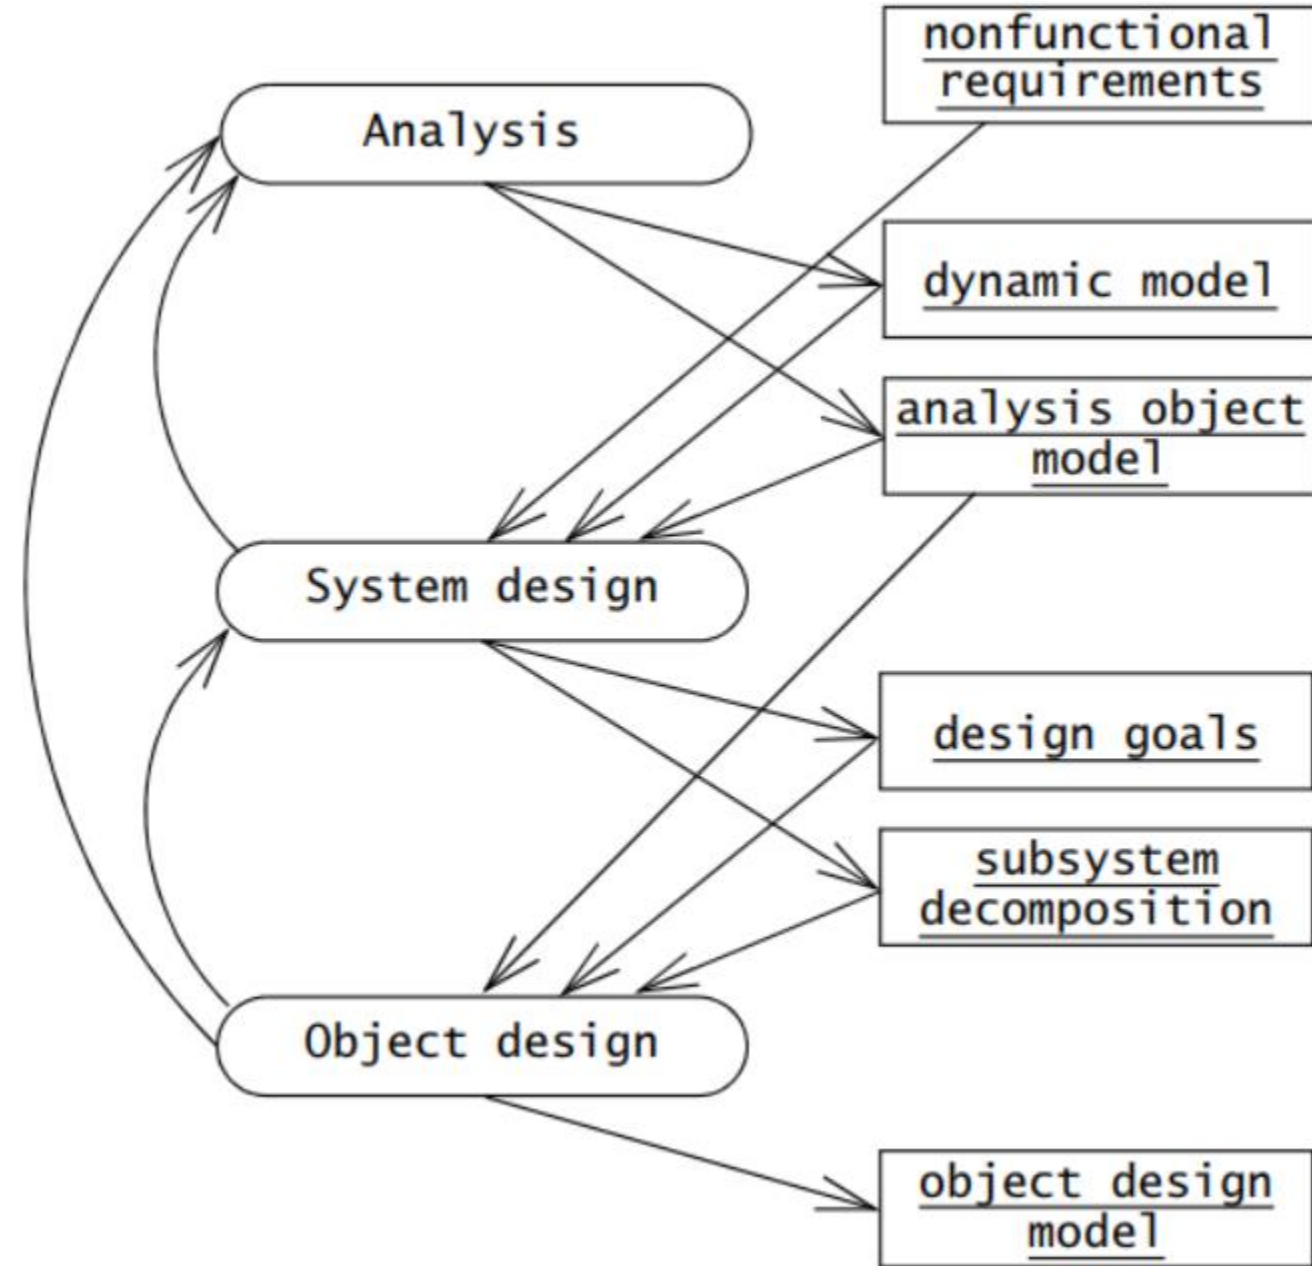 nonfunctional
requirements
Analysis
dynamic model
analysis object
model
System design
design goals
subsystem
decomposition
Object design
object design
model